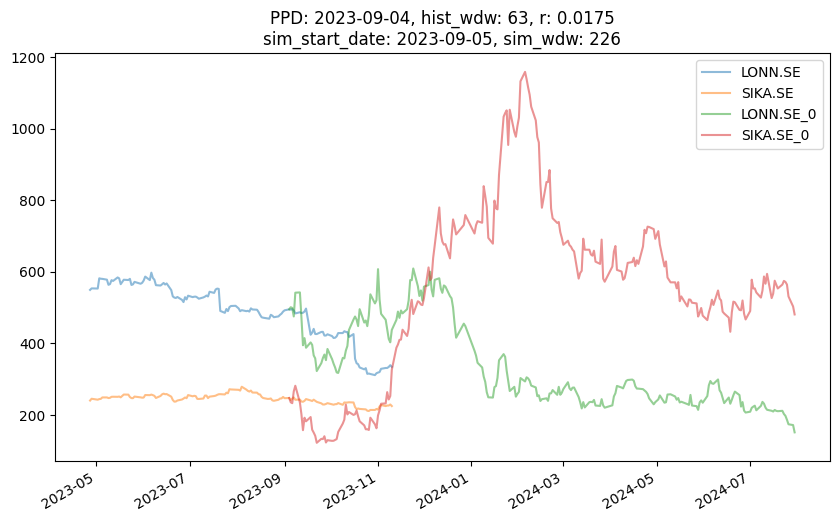 PPD: 2023-09-04, hist_wdw: 63, r: 0.0175
sim_start_date: 2023-09-05, sim_wdw: 226
1200
1000
800
600
400
200
LONN.SE
SIKA.SE
LONN.SE_0
SIKA.SE_0
2023-05
2023-07
2023-09
2023-11
2024-01
2024-03
2024-05
2024-07